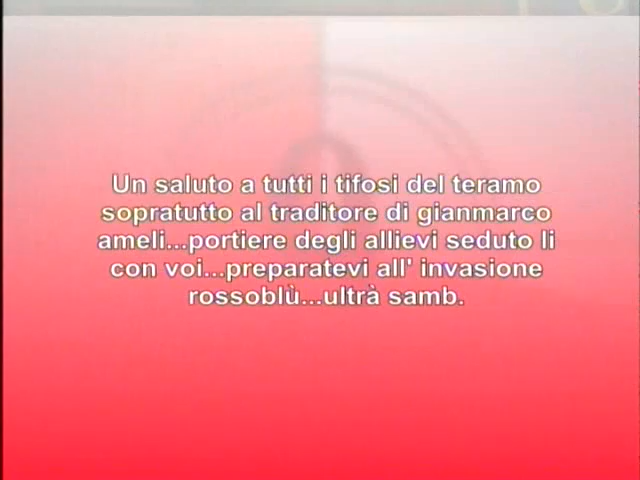 Un saluto a tutti i tifosi del teramo
sopratutto al traditore di gianmarco
ameli...portiere degli allievi seduto li
con voi...preparatevi all' invasione
rossoblù...ultrà samb.